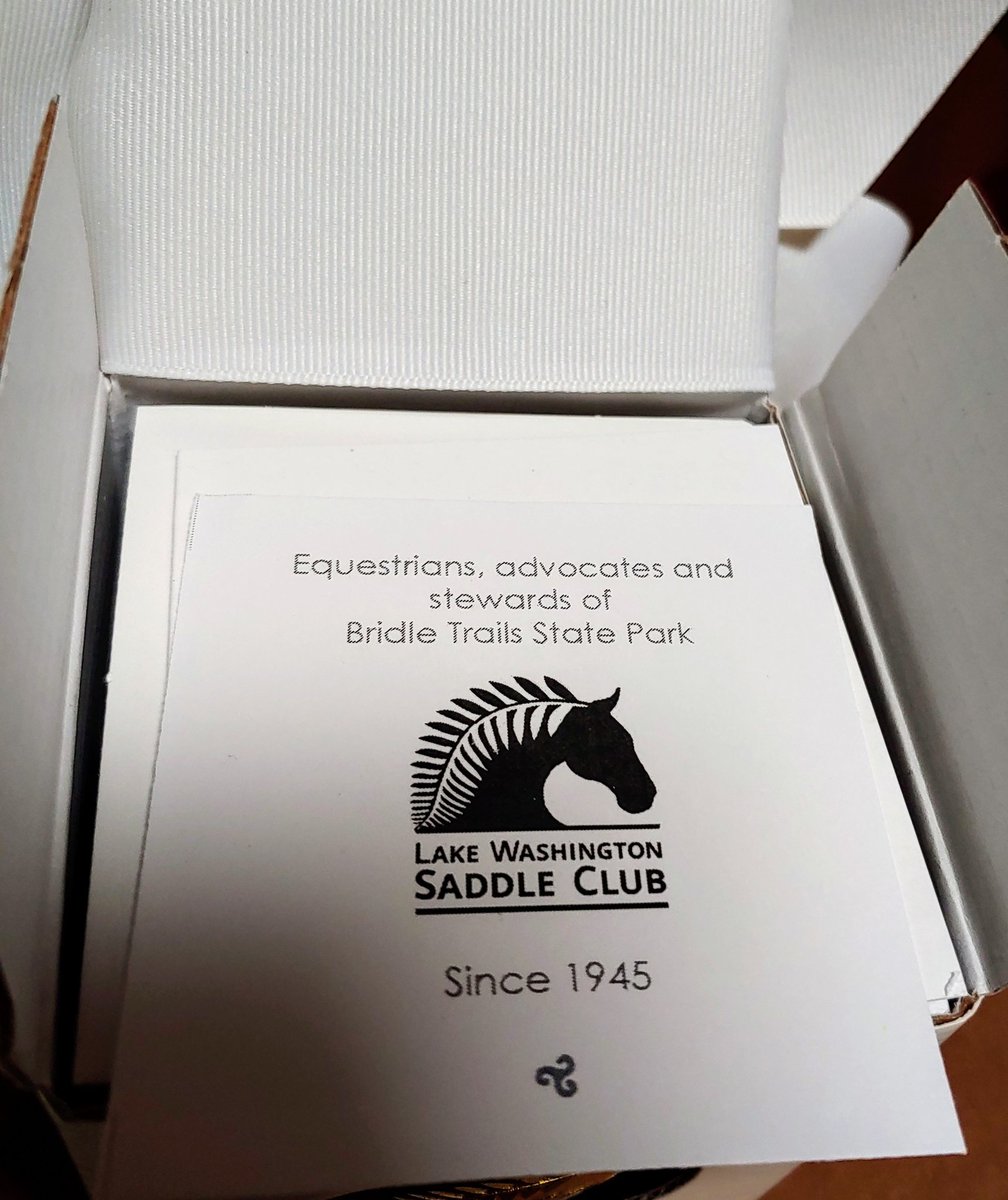 Equestrians, advocates and
stewards of
Bridle Trails State Park
LAKE WASHINGTON
SADDLE CLUB
Since 1945